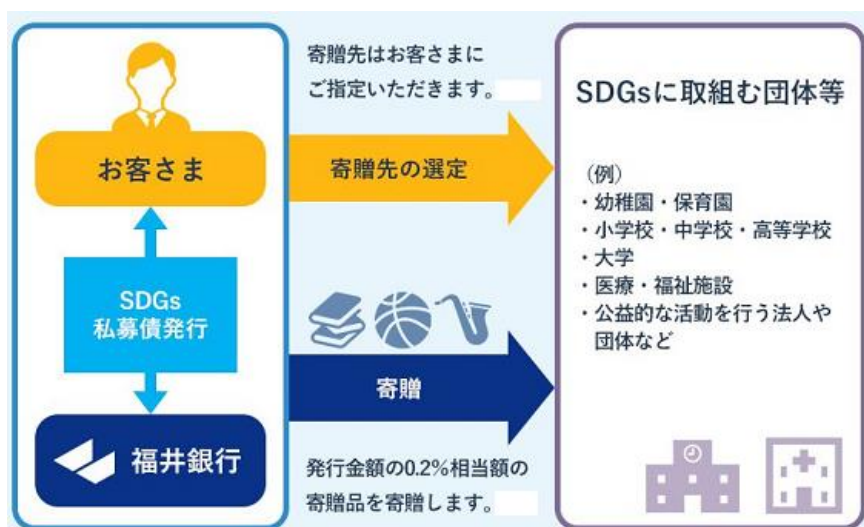 お客さま
SDGs
私募債発行
福井銀行
寄贈先はお客さまに
ご指定いただきます。
寄贈先の選定
寄贈
発行金額の0.2%相当額の
寄贈品を寄贈します。
SDGsに取組む団体等
（例）
・幼稚園・保育園
・小学校・中学校・高等学校
・大学
・医療・福祉施設
・公益的な活動を行う法人や
団体など